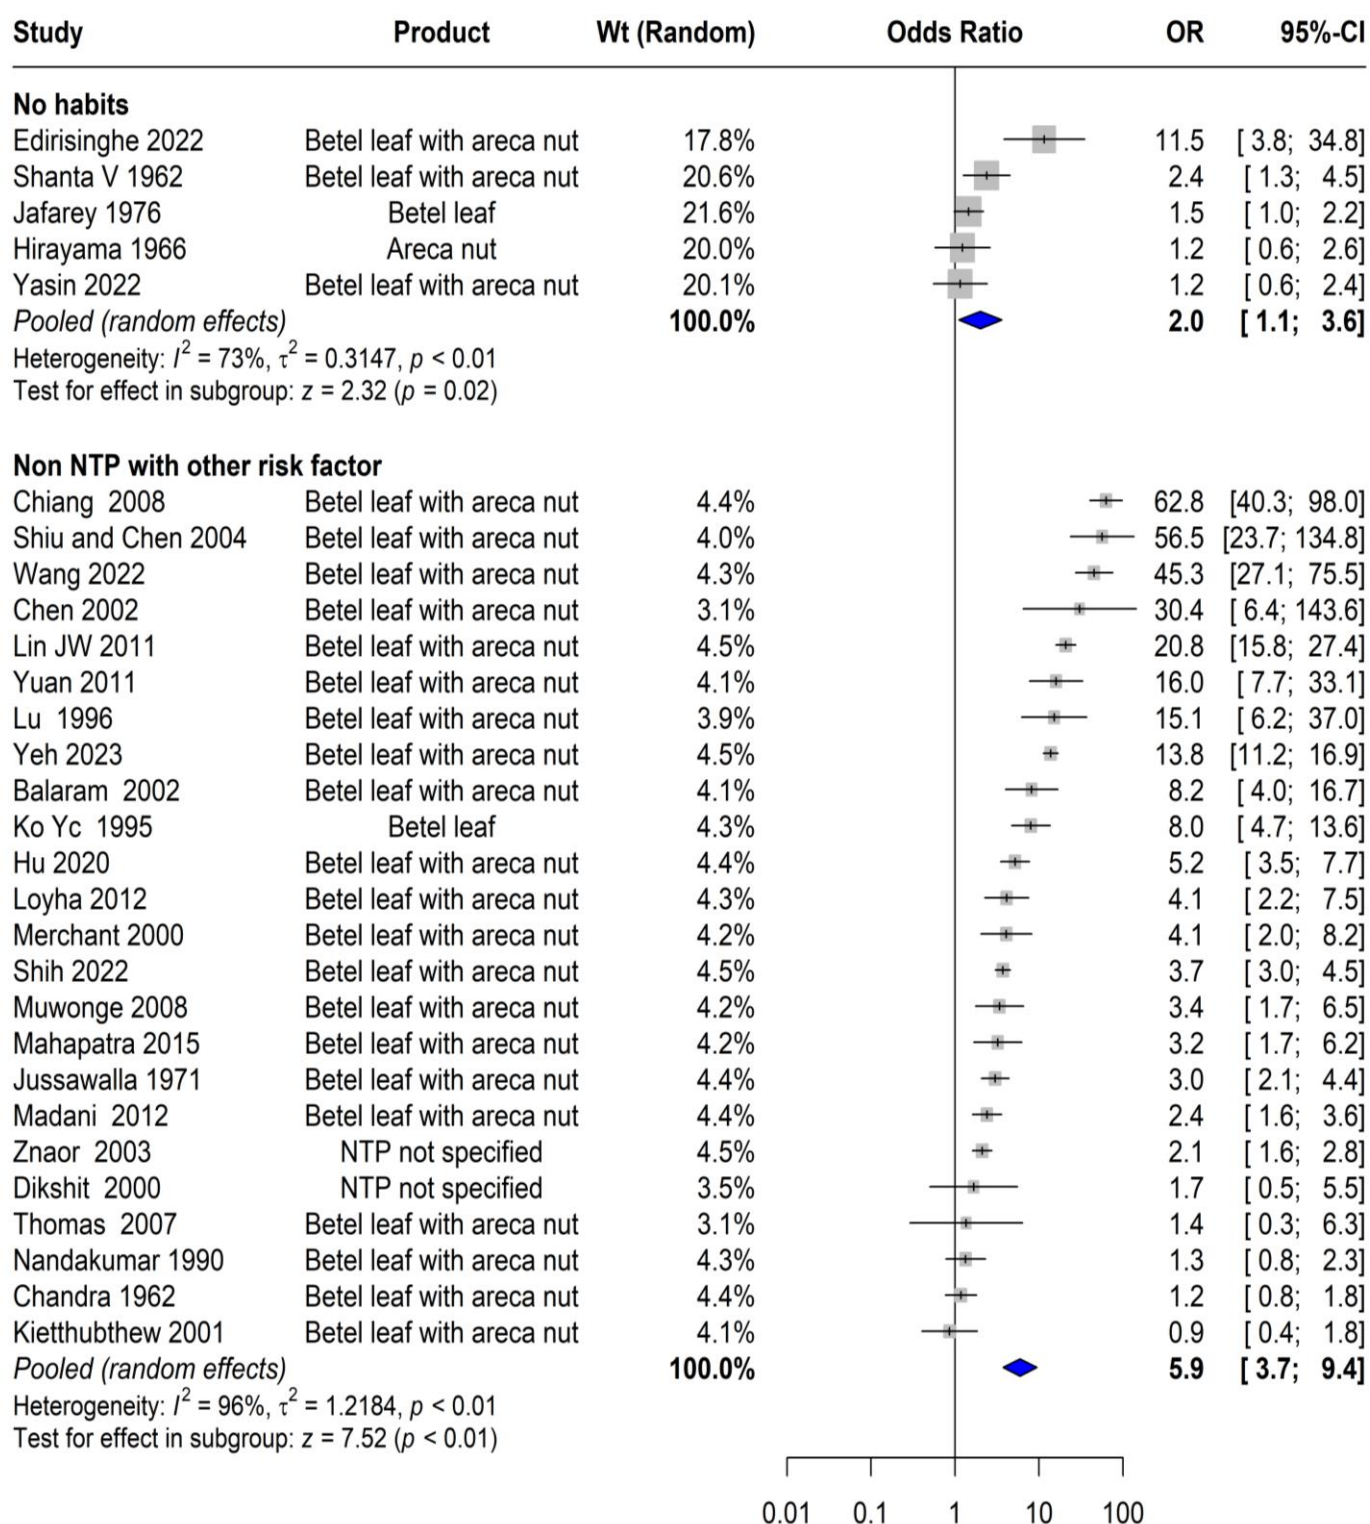 Study Product Wt (Random) Odds Ratio OR 95%-CI
No habits
Edirisinghe 2022 Betel leaf with areca nut 17.8% 11.5 [ 3.8; 34.8]
Shanta V 1962 Betel leaf with areca nut 20.6% 2.4 [ 1.3; 4.5]
Jafarey 1976 Betel leaf 21.6% 1.5 [ 1.0; 2.2]
Hirayama 1966 Areca nut 20.0% 1.2 [ 0.6; 2.6]
Yasin 2022 Betel leaf with areca nut 20.1% 1.2 [ 0.6; 2.4]
Pooled (random effects) 100.0% 2.0 [ 1.1; 3.6]
Heterogeneity: I² = 73%, τ² = 0.3147, p < 0.01
Test for effect in subgroup: z = 2.32 (p = 0.02)
Non NTP with other risk factor
Chiang 2008 Betel leaf with areca nut 4.4% 62.8 [40.3; 98.0]
Shiu and Chen 2004 Betel leaf with areca nut 4.0% 56.5 [23.7; 134.8]
Wang 2022 Betel leaf with areca nut 4.3% 45.3 [27.1; 75.5]
Chen 2002 Betel leaf with areca nut 3.1% 30.4 [ 6.4; 143.6]
Lin JW 2011 Betel leaf with areca nut 4.5% 20.8 [15.8; 27.4]
Yuan 2011 Betel leaf with areca nut 4.1% 16.0 [ 7.7; 33.1]
Lu 1996 Betel leaf with areca nut 3.9% 15.1 [ 6.2; 37.0]
Yeh 2023 Betel leaf with areca nut 4.5% 13.8 [11.2; 16.9]
Balaram 2002 Betel leaf with areca nut 4.1% 8.2 [ 4.0; 16.7]
Ko Yc 1995 Betel leaf 4.3% 8.0 [ 4.7; 13.6]
Hu 2020 Betel leaf with areca nut 4.4% 5.2 [ 3.5; 7.7]
Loyha 2012 Betel leaf with areca nut 4.3% 4.1 [ 2.2; 7.5]
Merchant 2000 Betel leaf with areca nut 4.2% 4.1 [ 2.0; 8.2]
Shih 2022 Betel leaf with areca nut 4.5% 3.7 [ 3.0; 4.5]
Muwonge 2008 Betel leaf with areca nut 4.2% 3.4 [ 1.7; 6.5]
Mahapatra 2015 Betel leaf with areca nut 4.2% 3.2 [ 1.7; 6.2]
Jussawalla 1971 Betel leaf with areca nut 4.4% 3.0 [ 2.1; 4.4]
Madani 2012 Betel leaf with areca nut 4.4% 2.4 [ 1.6; 3.6]
Znaor 2003 NTP not specified 4.5% 2.1 [ 1.6; 2.8]
Dikshit 2000 NTP not specified 3.5% 1.7 [ 0.5; 5.5]
Thomas 2007 Betel leaf with areca nut 3.1% 1.4 [ 0.3; 6.3]
Nandakumar 1990 Betel leaf with areca nut 4.3% 1.3 [ 0.8; 2.3]
Chandra 1962 Betel leaf with areca nut 4.4% 1.2 [ 0.8; 1.8]
Kietthubthew 2001 Betel leaf with areca nut 4.1% 0.9 [ 0.4; 1.8]
Pooled (random effects) 100.0% 5.9 [ 3.7; 9.4]
Heterogeneity: I² = 96%, τ² = 1.2184, p < 0.01
Test for effect in subgroup: z = 7.52 (p < 0.01)
0.01 0.1 1 10 100